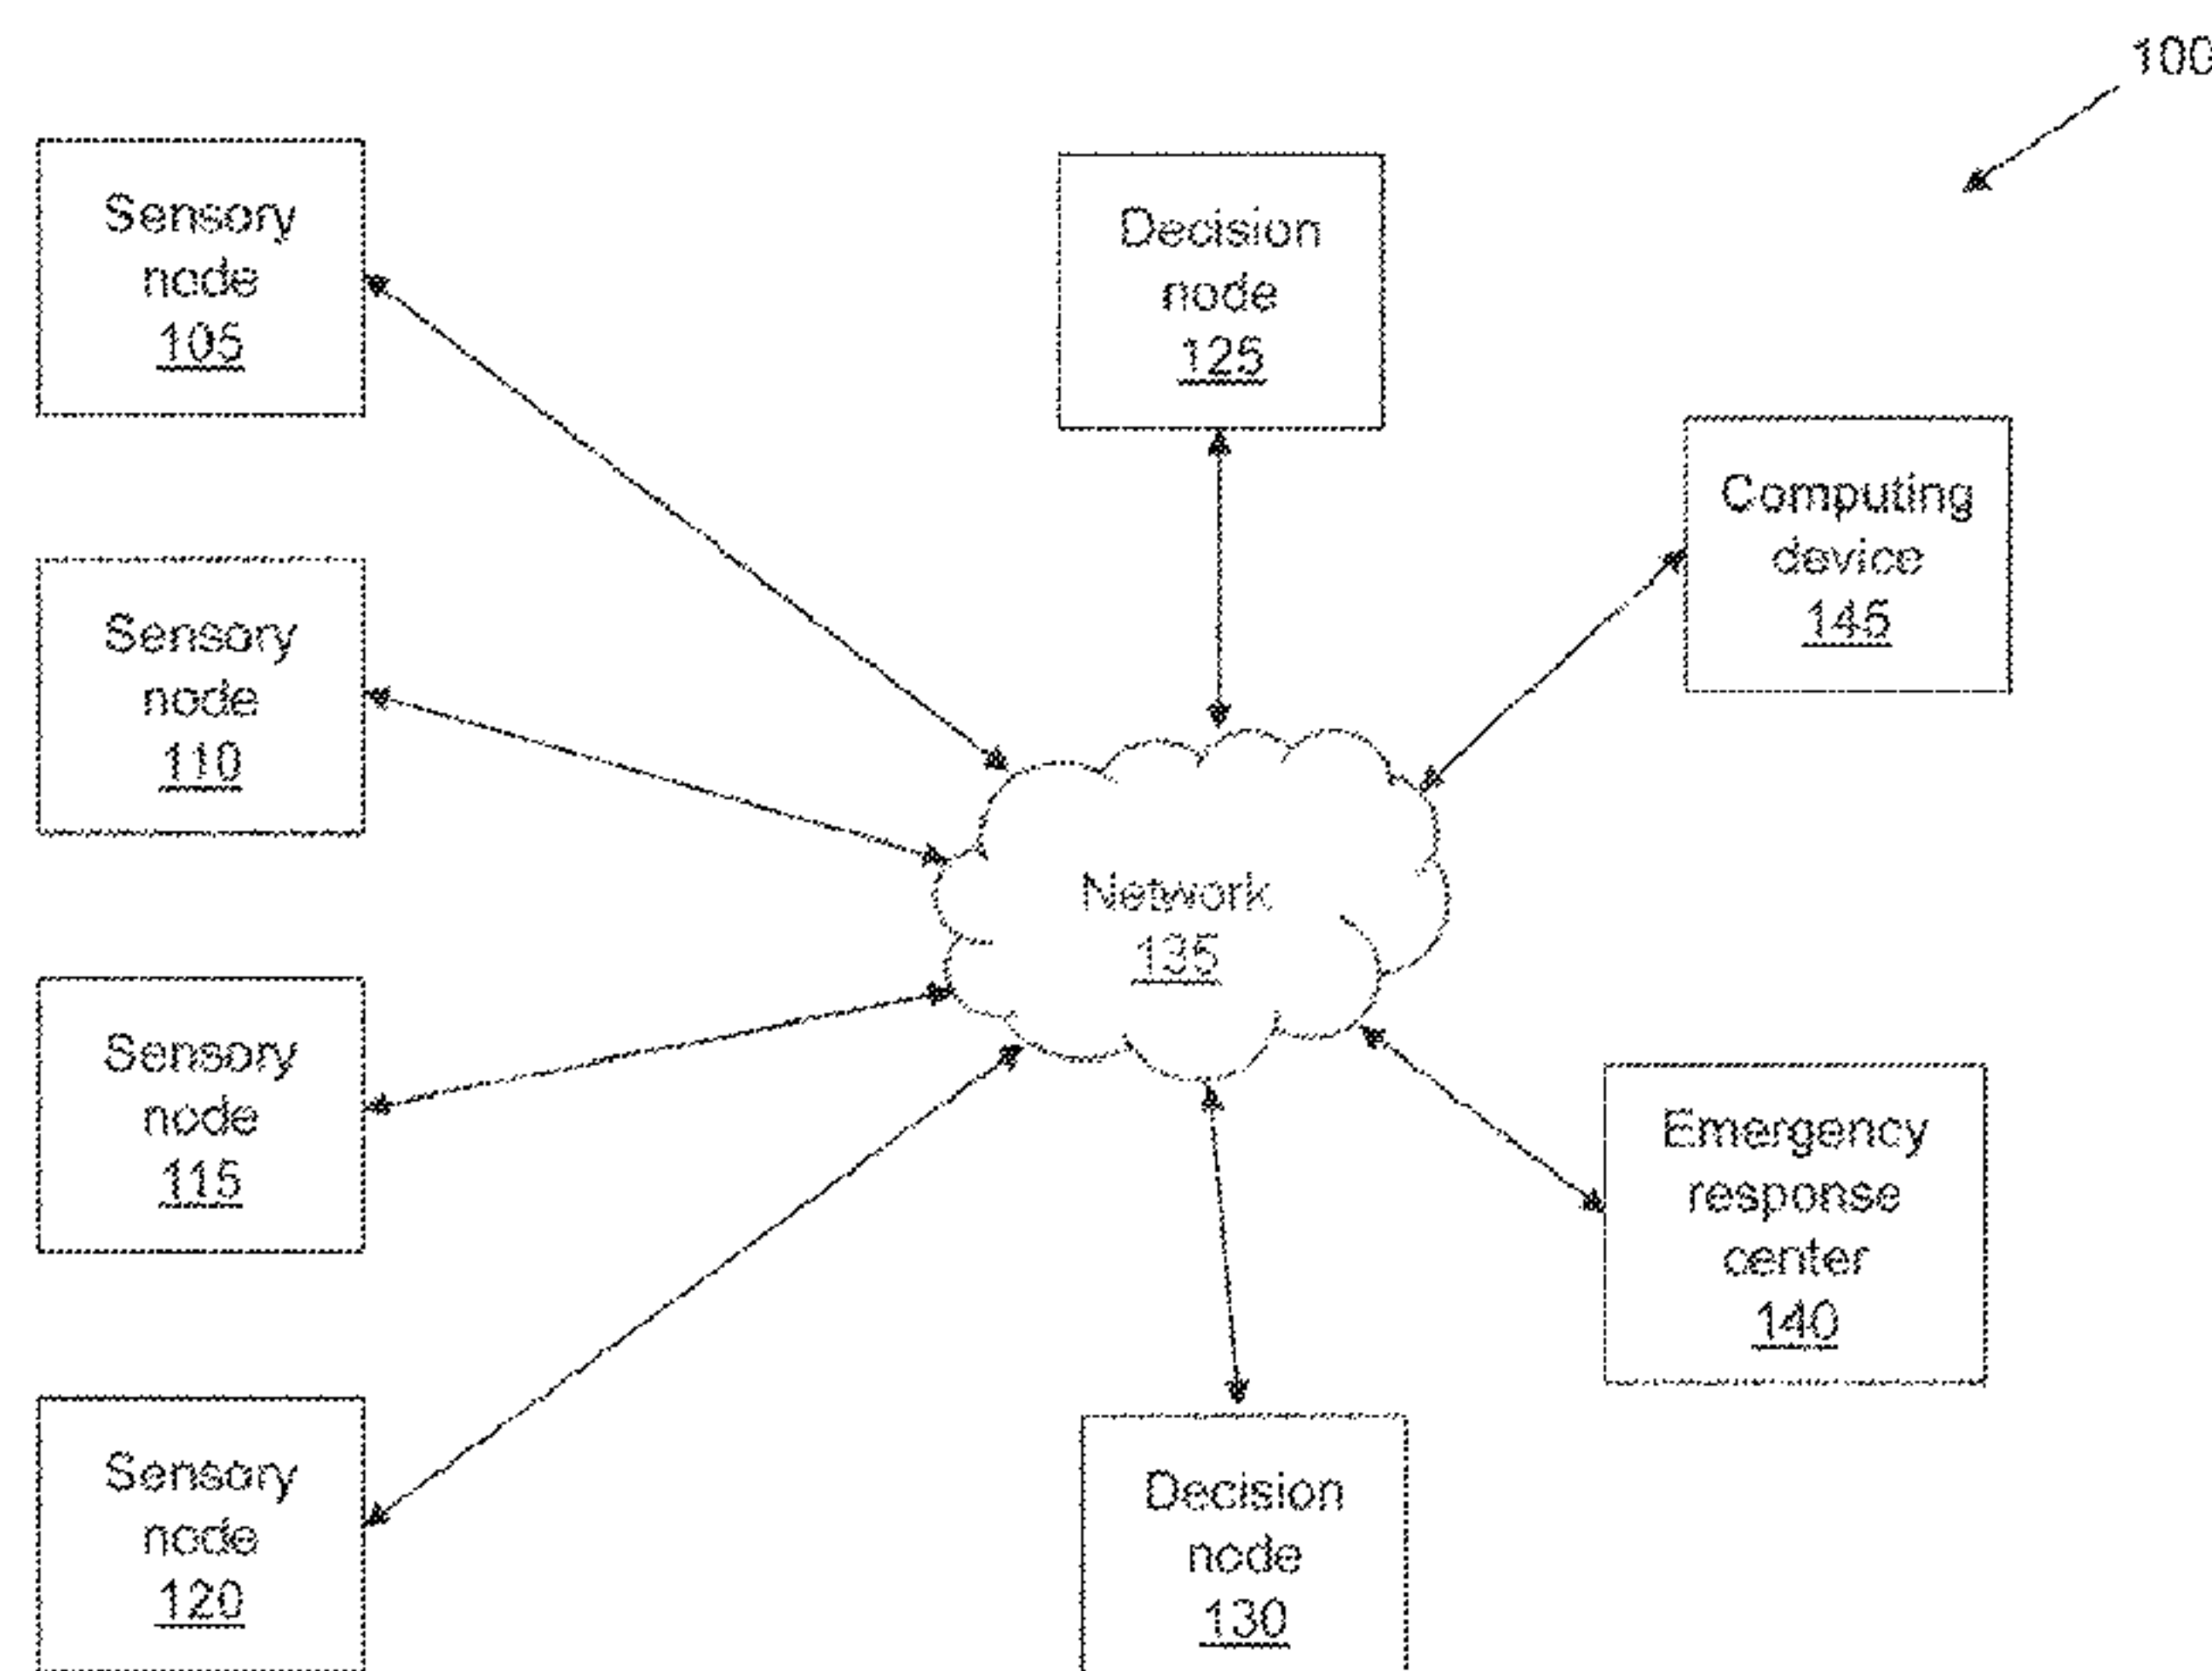 100
Sensory
node
105
Decision
node
125
Computing
device
145
Sensory
node
110
Network
135
Sensory
node
115
Emergency
response
center
140
Sensory
node
120
Decision
node
130